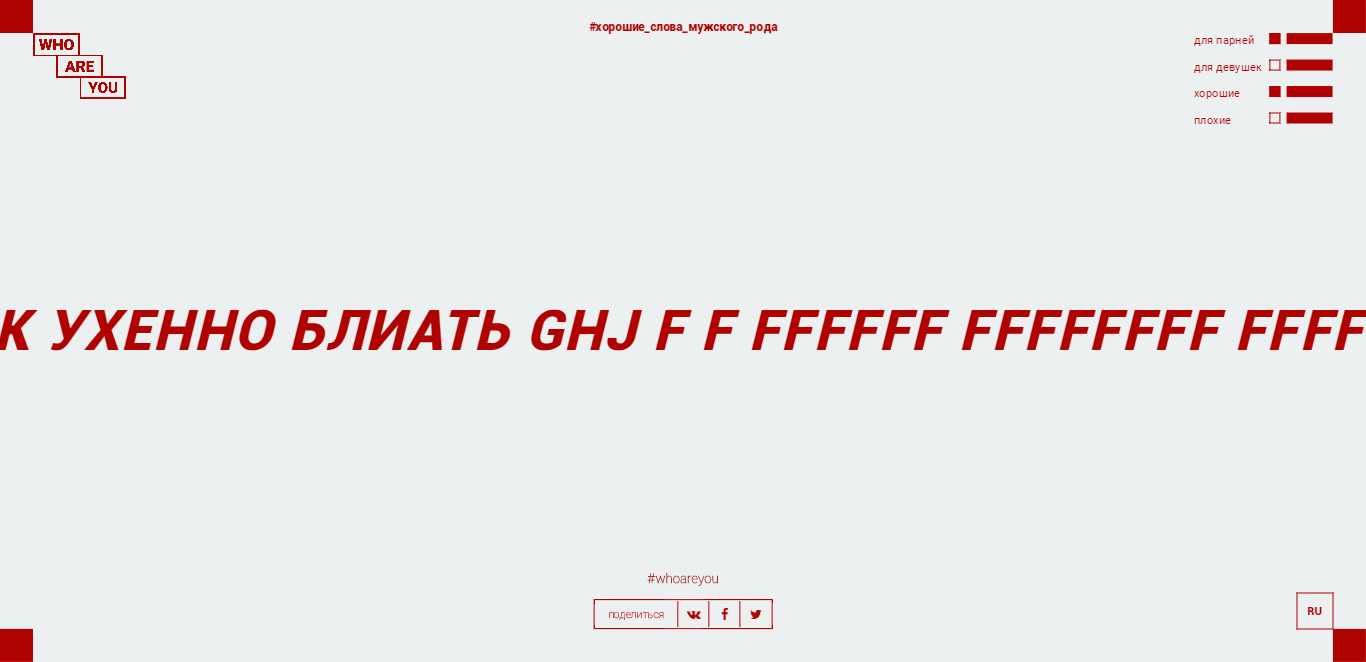 WHO
ARE
YOU
#хорошие_слова_мужского_рода
для парней
для девушек
хорошие
плохие
К УХЕННО БЛИАТЬ GHJ F F FFFFFF FFFFFFFF FFFF
#whoareyou
поделиться
RU